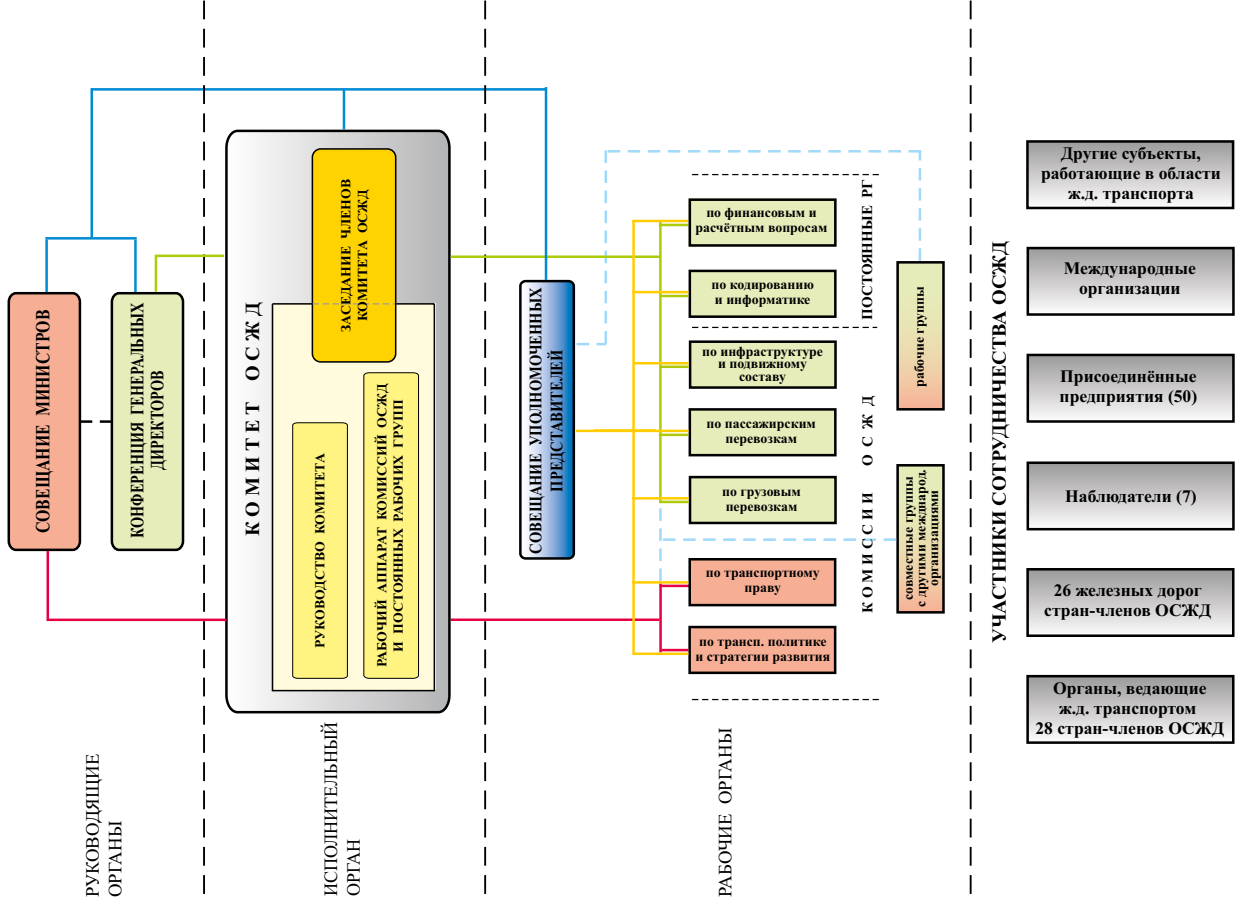 РУКОВОДЯЩИЕ
ОРГАНЫ
СОВЕЩАНИЕ МИНИСТРОВ
КОНФЕРЕНЦИЯ ГЕНЕРАЛЬНЫХ
ДИРЕКТОРОВ
ИСПОЛНИТЕЛЬНЫЙ
ОРГАН
КОМИТЕТ ОСЖД
РУКОВОДСТВО КОМИТЕТА
РАБОЧИЙ АППАРАТ КОМИССИЙ ОСЖД
И ПОСТОЯННЫХ РАБОЧИХ ГРУПП
ЗАСЕДАНИЕ ЧЛЕНОВ
КОМИТЕТА ОСЖД
СОВЕЩАНИЕ УПОЛНОМОЧЕННЫХ
ПРЕДСТАВИТЕЛЕЙ
РАБОЧИЕ ОРГАНЫ
по трансп. политике
и стратегии развития
по транспортному
праву
по грузовым
перевозкам
по пассажирским
перевозкам
по инфраструктуре
и подвижному
составу
по кодированию
и информатике
по финансовым и
расчётным вопросам
КОМИССИИ ОСЖД
ПОСТОЯННЫЕ РГ
совместные группы
с другими международ.
организациями
рабочие группы
УЧАСТНИКИ СОТРУДНИЧЕСТВА ОСЖД
Органы, ведающие
ж.д. транспортом
28 стран-членов ОСЖД
26 железных дорог
стран-членов ОСЖД
Наблюдатели (7)
Присоединённые
предприятия (50)
Международные
организации
Другие субъекты,
работающие в области
ж.д. транспорта